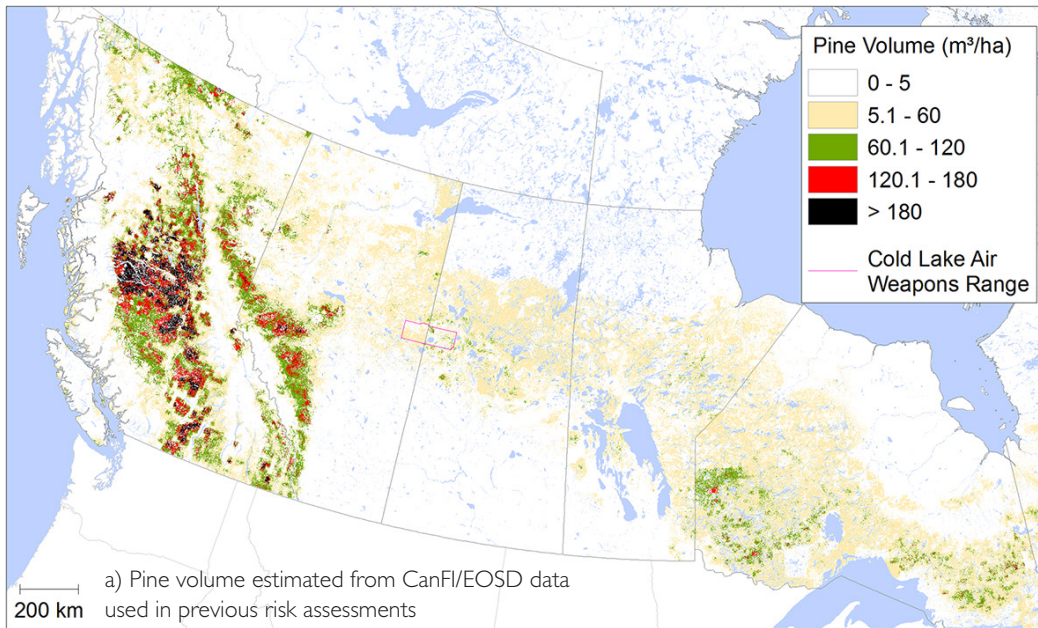 Pine Volume (m³/ha)
0 - 5
5.1 - 60
60.1 - 120
120.1 - 180
> 180
Cold Lake Air
Weapons Range
a) Pine volume estimated from CanFI/EOSD data
used in previous risk assessments
200 km